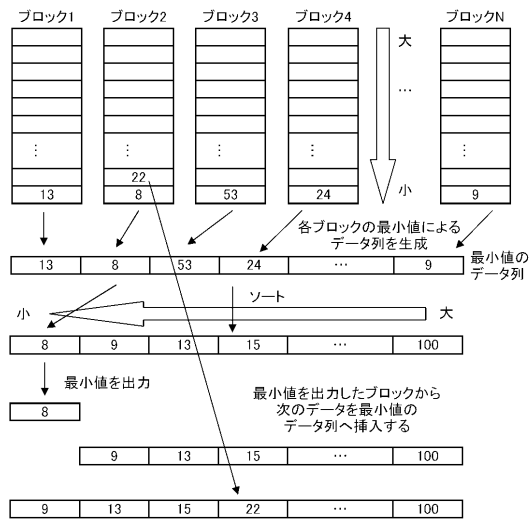 ブロック1 ブロック2 ブロック3 ブロック4 ブロックN
大
…
⋮ ⋮ ⋮ ⋮ ⋮
22
13 8 53 24 小 9
各ブロックの最小値による
データ列を生成
13 8 53 24 … 9
最小値の
データ列
小 ソート 大
8 9 13 15 … 100
最小値を出力
8
最小値を出力したブロックから
次のデータを最小値の
データ列へ挿入する
9 13 15 … 100
9 13 15 22 … 100